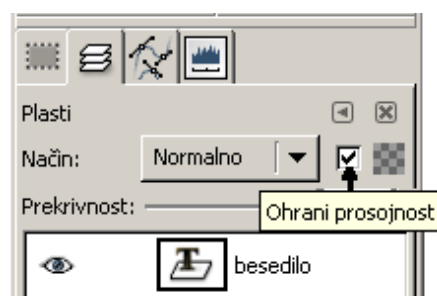 Plasti
Način: Normalno
Prekrivnost:
Ohrani prosojnost
T besedilo